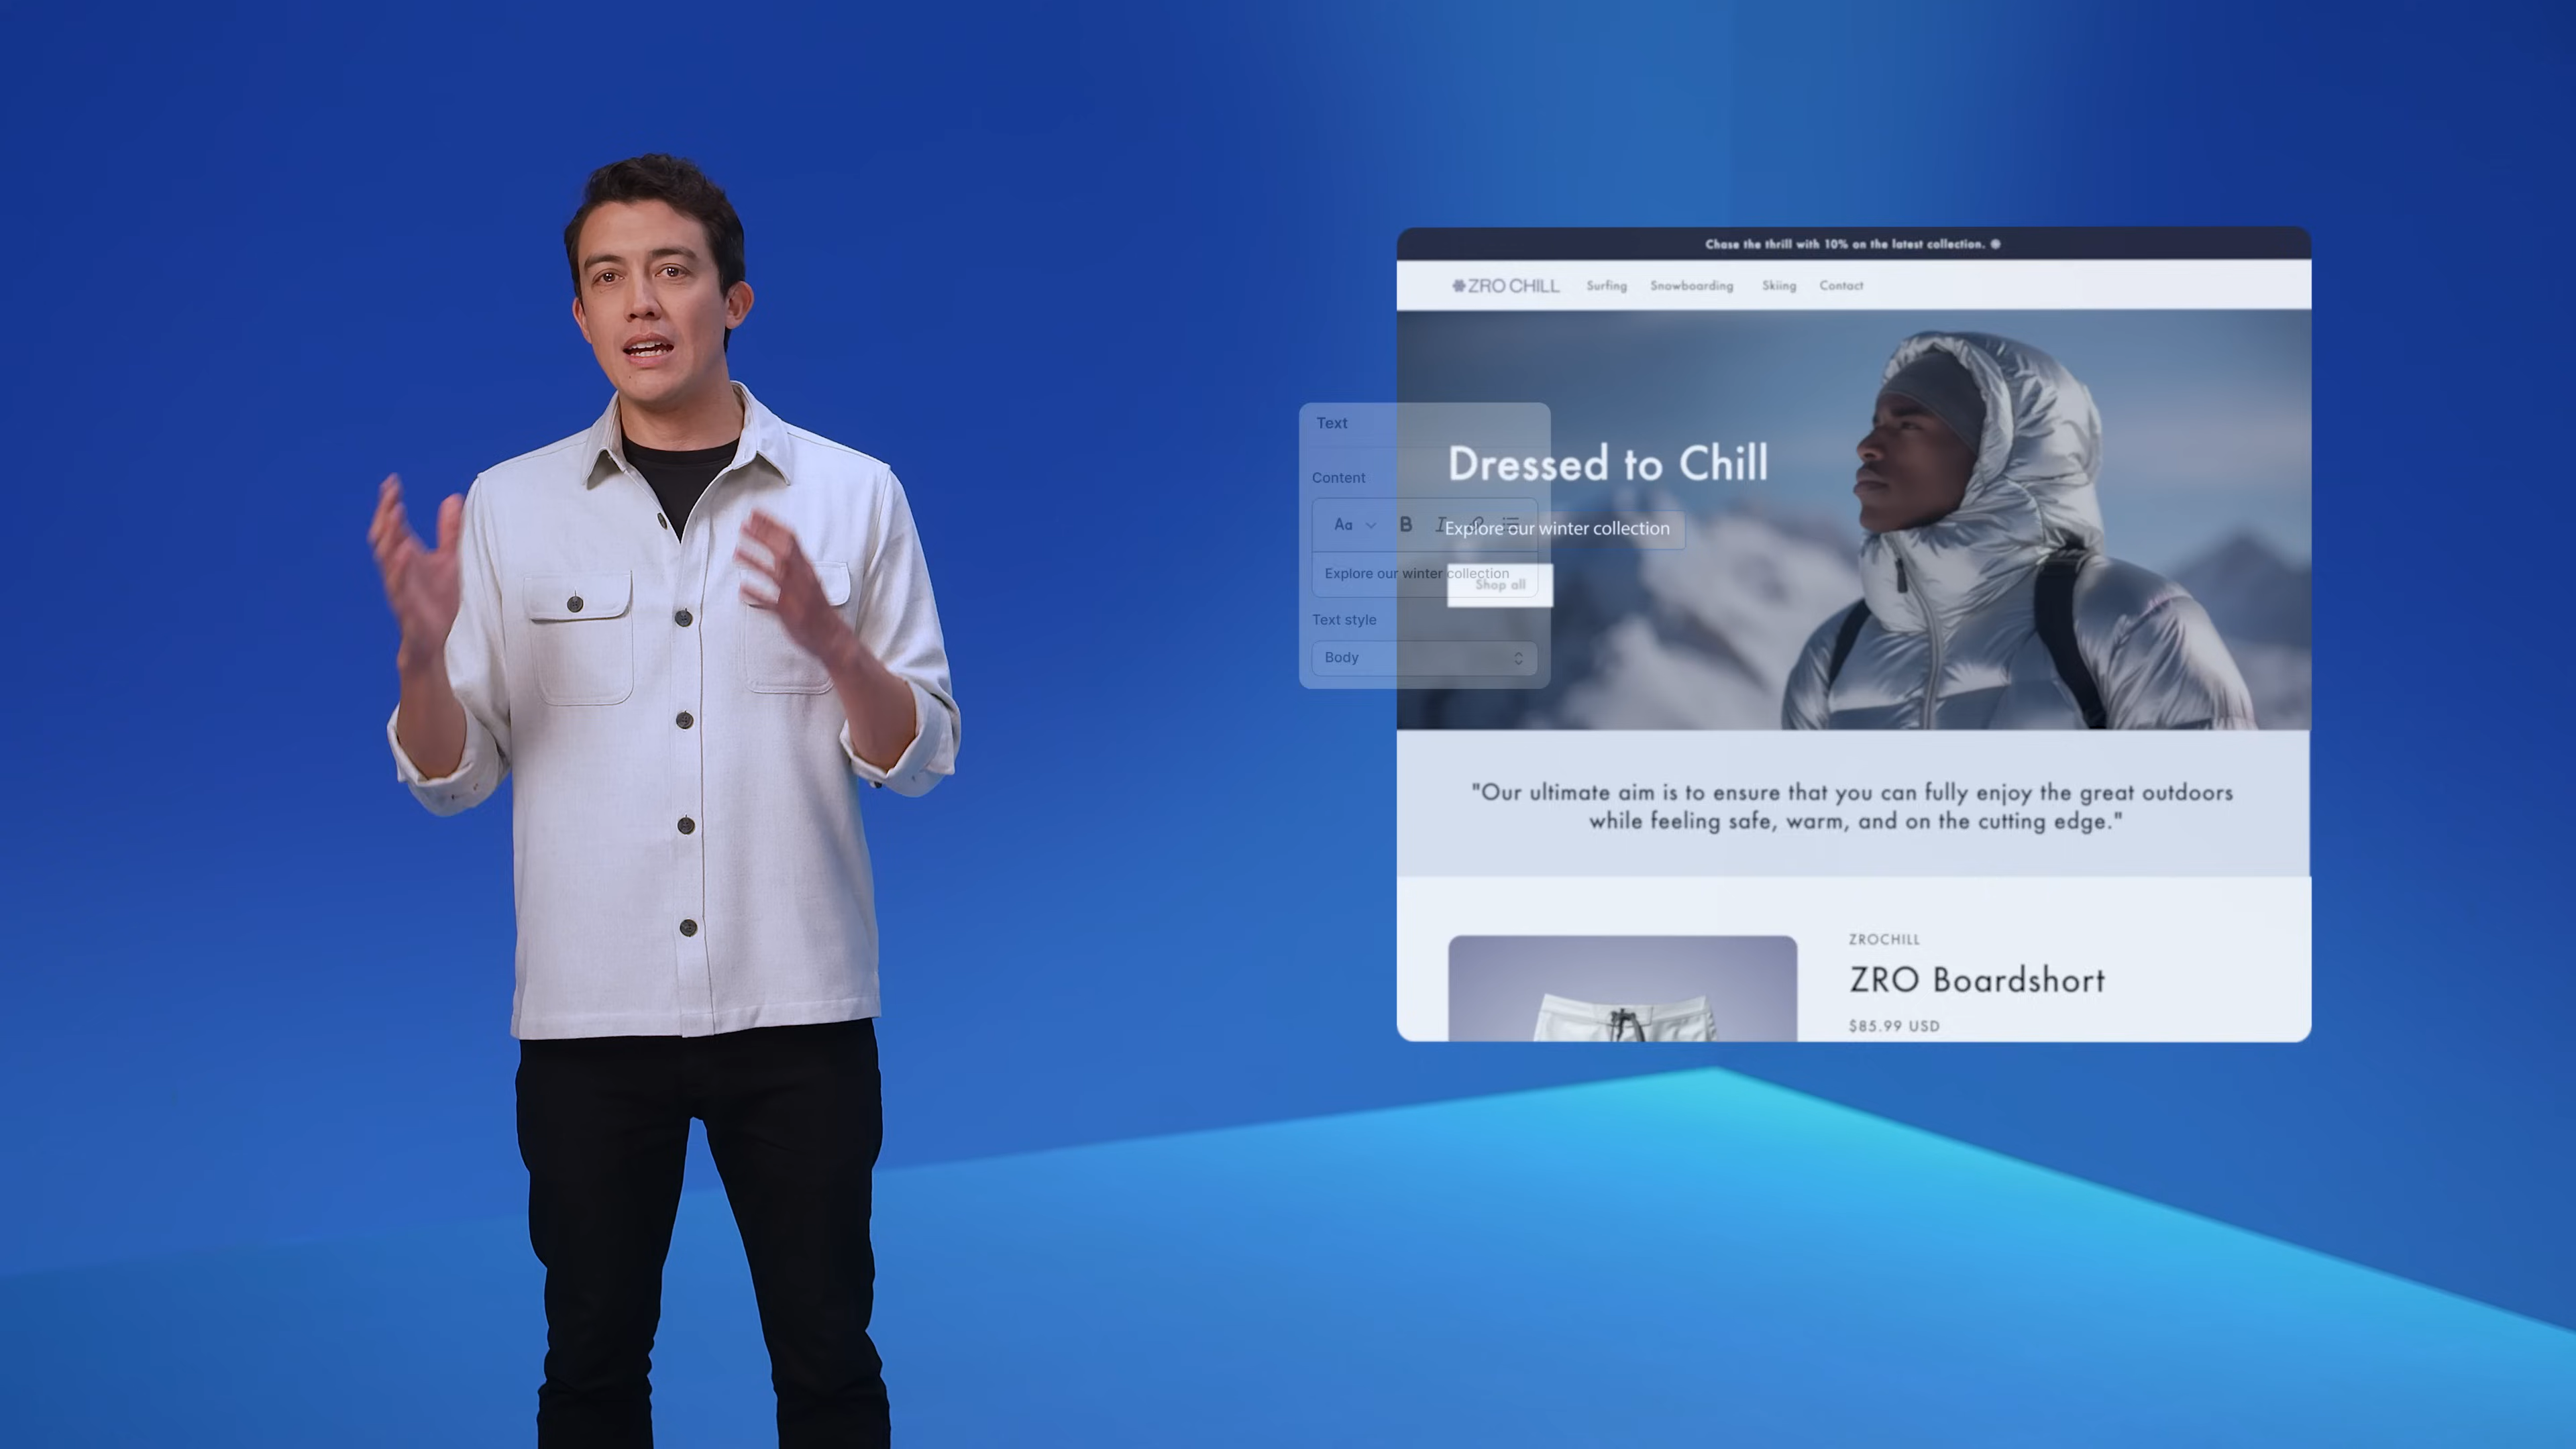 Chase the thrill with 10% on the latest collection.
ZRO CHILL Surfing Snowboarding Skiing Contact
Text
Dressed to Chill
Content
Aa B I
Explore our winter collection
Explore our winter collection
Shop all
Text style
Body
"Our ultimate aim is to ensure that you can fully enjoy the great outdoors
while feeling safe, warm, and on the cutting edge."
ZROCHILL
ZRO Boardshort
$85.99 USD